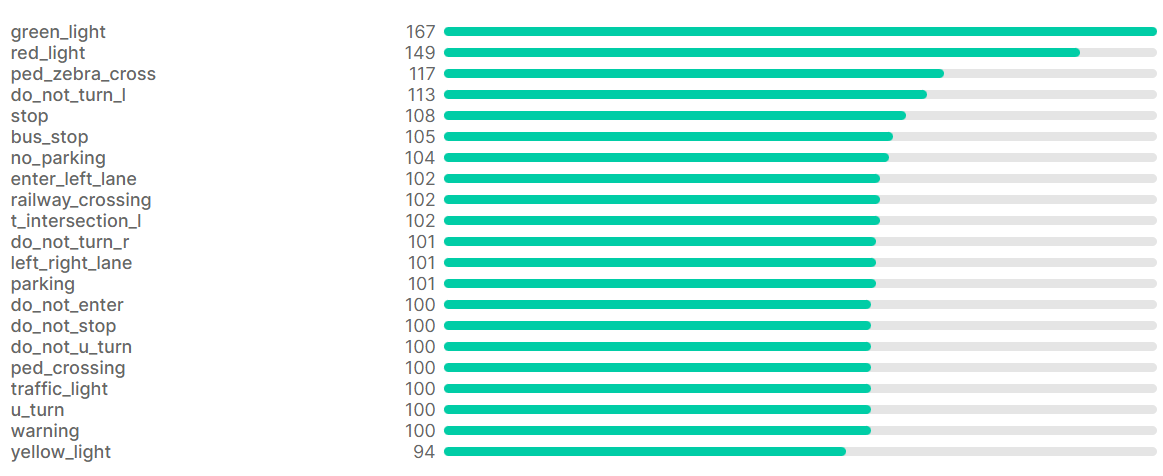 green_light 167
red_light 149
ped_zebra_cross 117
do_not_turn_l 113
stop 108
bus_stop 105
no_parking 104
enter_left_lane 102
railway_crossing 102
t_intersection_l 102
do_not_turn_r 101
left_right_lane 101
parking 101
do_not_enter 100
do_not_stop 100
do_not_u_turn 100
ped_crossing 100
traffic_light 100
u_turn 100
warning 100
yellow_light 94